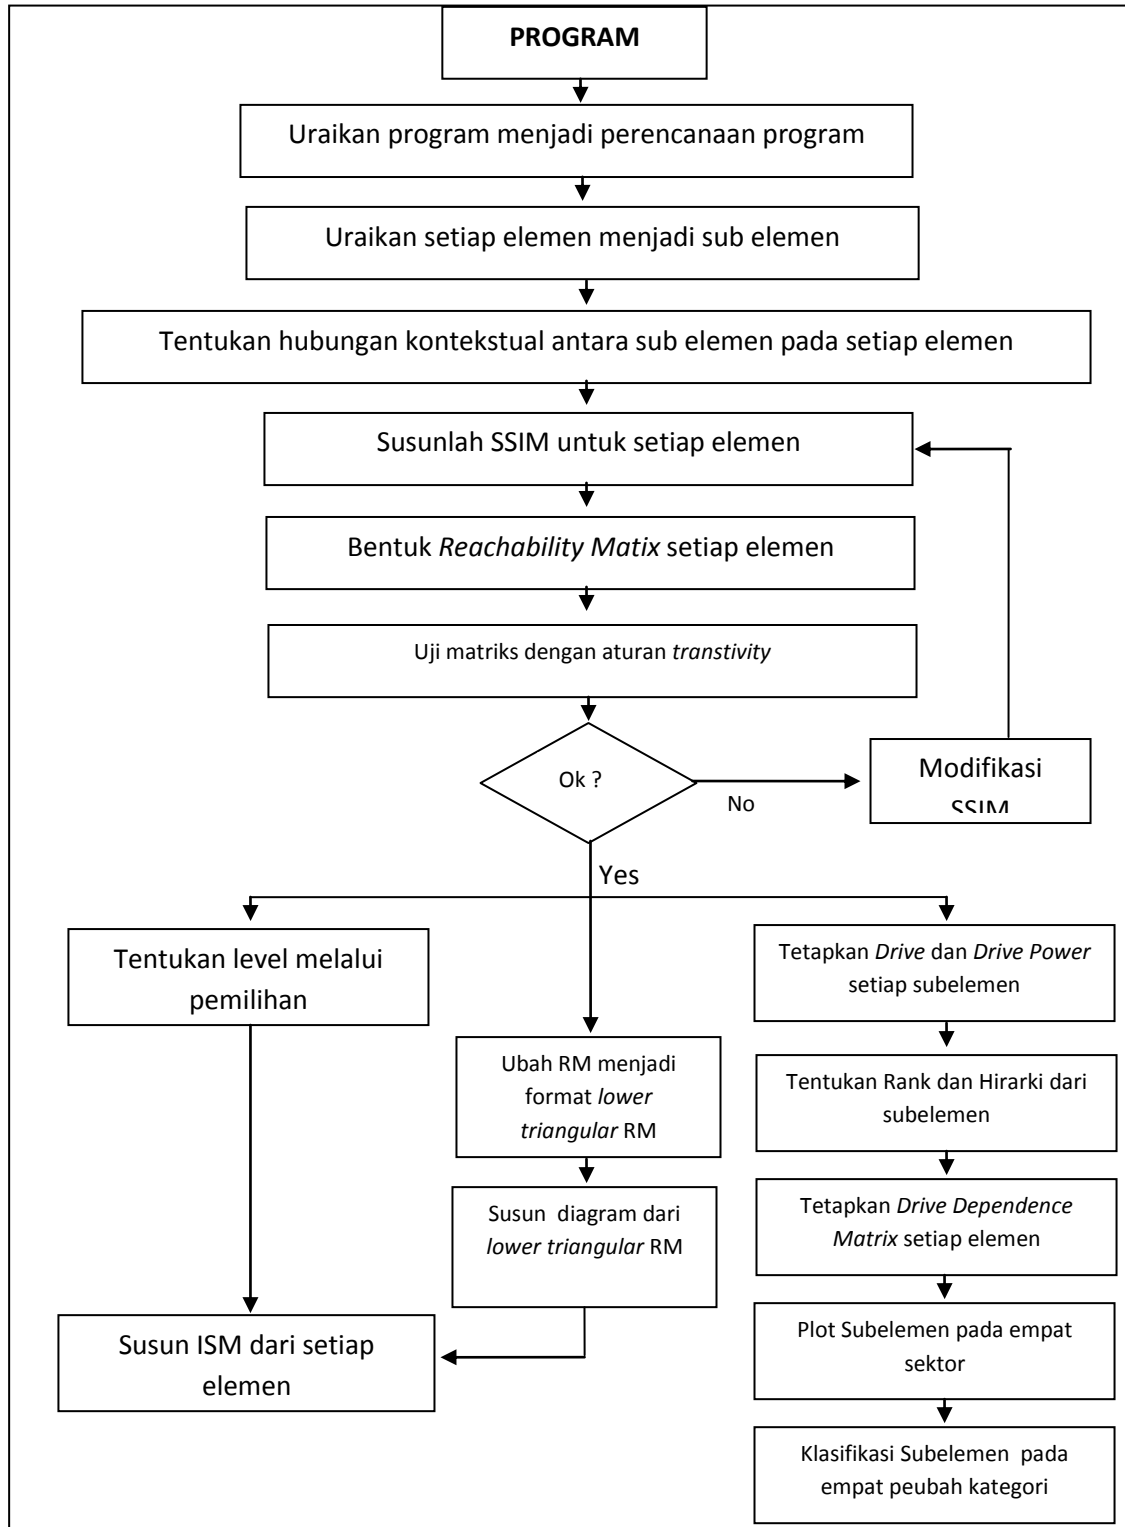 PROGRAM
Uraikan program menjadi perencanaan program
Uraikan setiap elemen menjadi sub elemen
Tentukan hubungan kontekstual antara sub elemen pada setiap elemen
Susunlah SSIM untuk setiap elemen
Bentuk Reachability Matix setiap elemen
Uji matriks dengan aturan transtivity
Ok ?
No
Modifikasi
SSIM
Yes
Tentukan level melalui
pemilihan
Ubah RM menjadi
format lower
triangular RM
Susun diagram dari
lower triangular RM
Susun ISM dari setiap
elemen
Tetapkan Drive dan Drive Power
setiap subelemen
Tentukan Rank dan Hirarki dari
subelemen
Tetapkan Drive Dependence
Matrix setiap elemen
Plot Subelemen pada empat
sektor
Klasifikasi Subelemen pada
empat peubah kategori